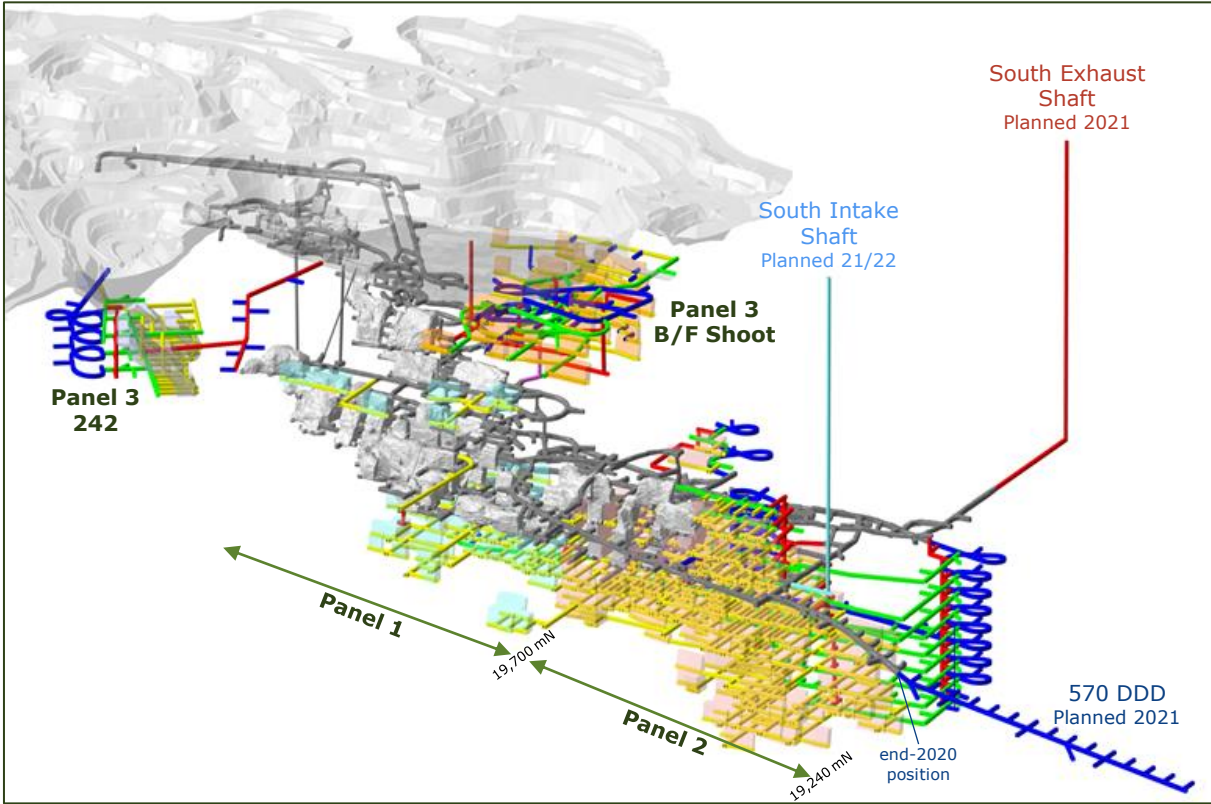 South Exhaust
Shaft
Planned 2021
South Intake
Shaft
Planned 21/22
Panel 3
B/F Shoot
Panel 3
242
Panel 1
19,700 mN
Panel 2
19,240 mN
570 DDD
Planned 2021
end-2020
position